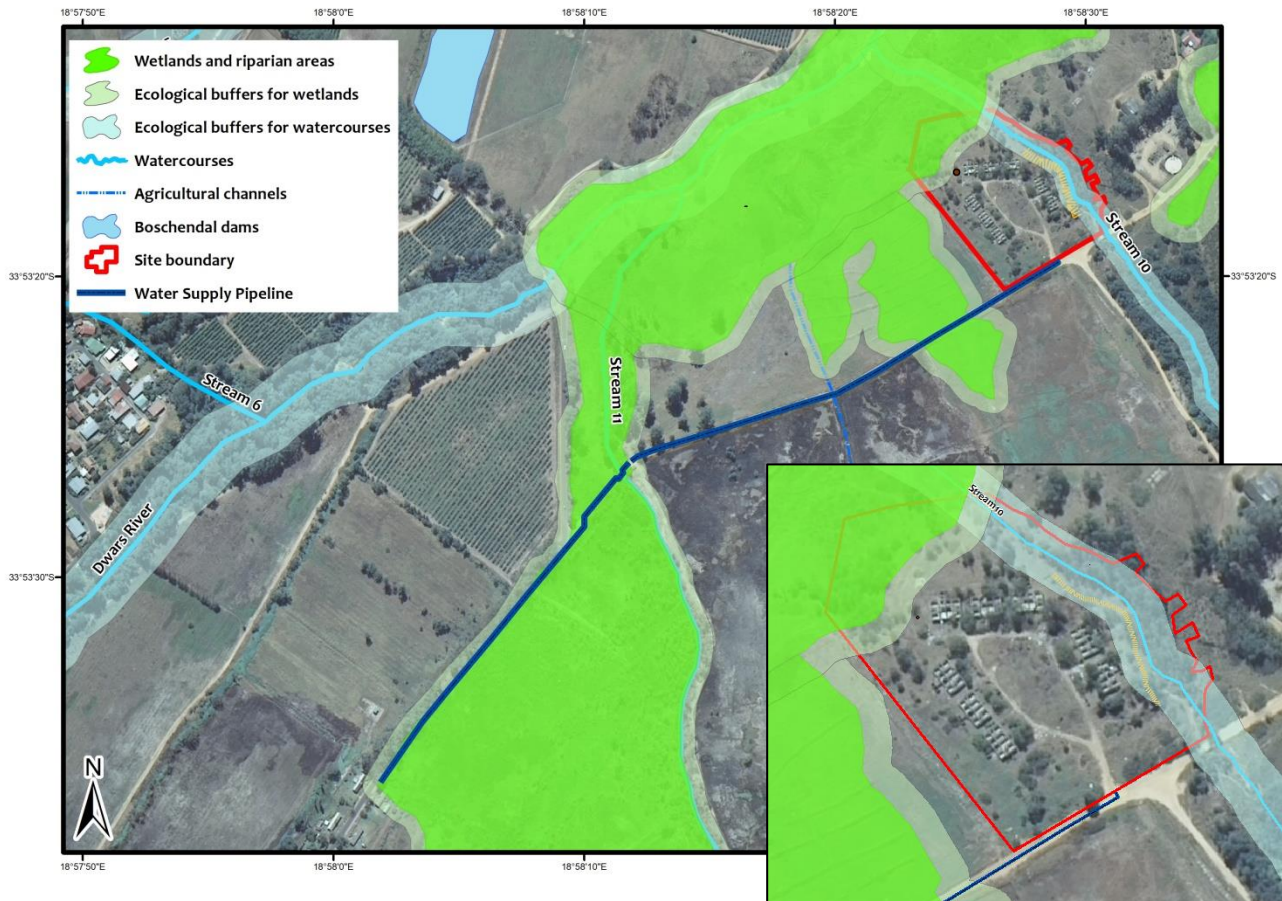 18°57'50"E
18°58'0"E
18°58'10"E
18°58'20"E
18°58'30"E
Wetlands and riparian areas
Ecological buffers for wetlands
Ecological buffers for watercourses
Watercourses
Agricultural channels
Boschendal dams
Site boundary
Water Supply Pipeline
Stream 10
33°53'20"S
33°53'20"S
Stream 11
Stream 6
Dwars River
33°53'30"S
Stream10
N
18°57'50"E
18°58'0"E
18°58'10"E